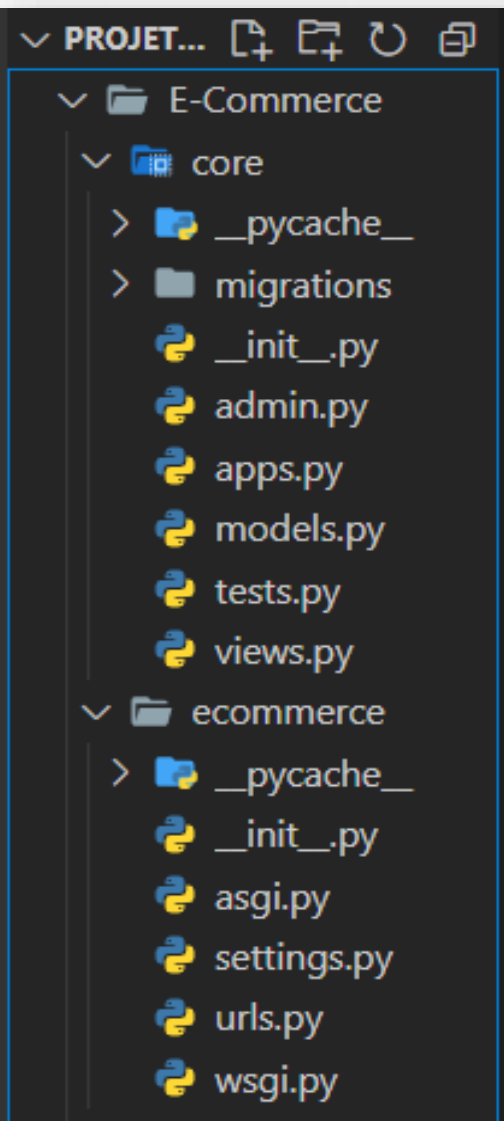 PROJET...
E-Commerce
core
__pycache__
migrations
__init__.py
admin.py
apps.py
models.py
tests.py
views.py
ecommerce
__pycache__
__init__.py
asgi.py
settings.py
urls.py
wsgi.py